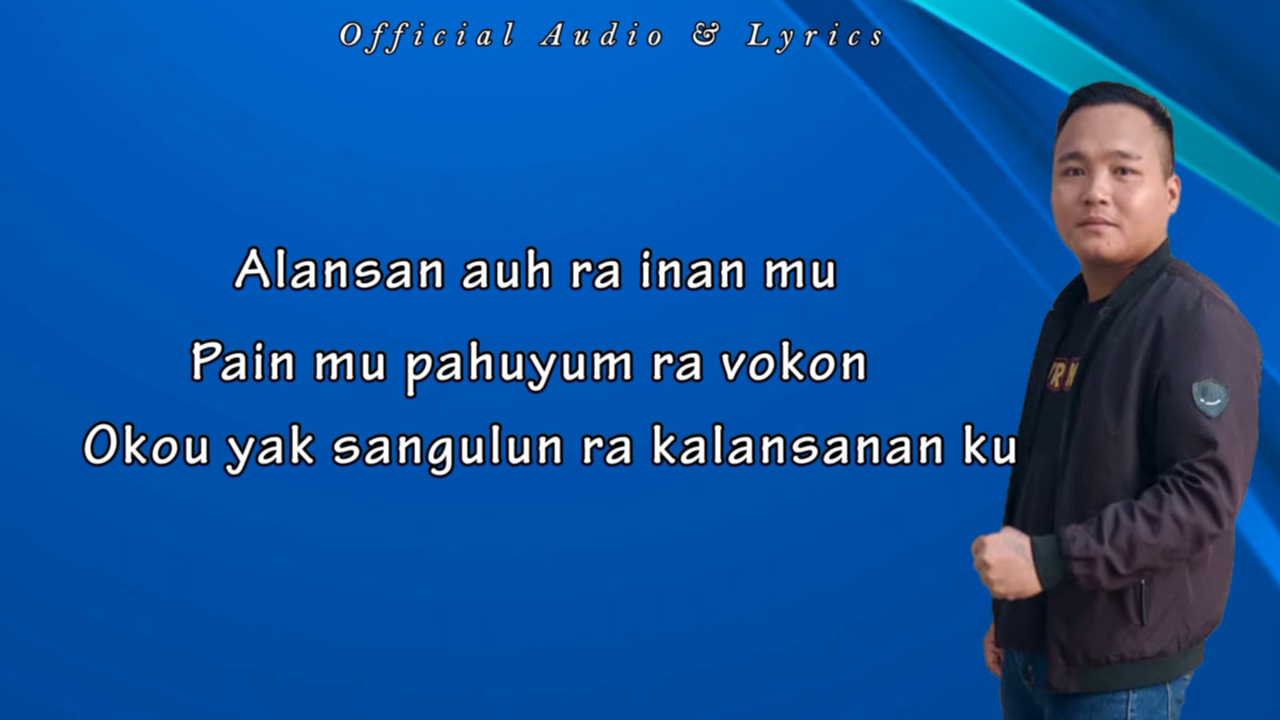 Official Audio & Lyrics
Alansan auh ra inan mu
Pain mu pahuyum ra vokon
Okou yak sangulun ra kalansanan ku